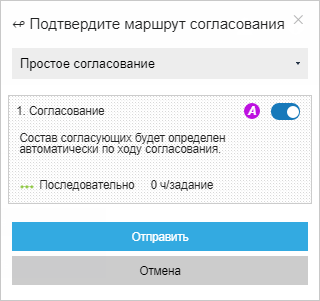 Подтвердите маршрут согласования
Простое согласование
1. Согласование
A
Состав согласующих будет определен
автоматически по ходу согласования.
Последовательно 0 ч/задание
Отправить
Отмена